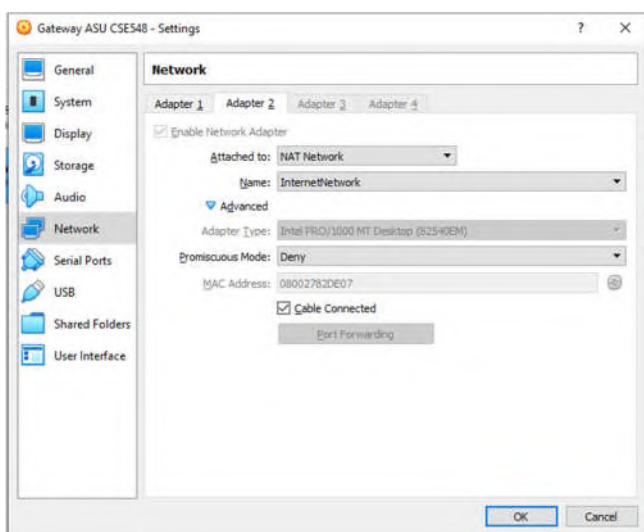 Gateway ASU CSE548 - Settings
? ×
General
System
Display
Storage
Audio
Network
Serial Ports
USB
Shared Folders
User Interface
Network
Adapter 1 Adapter 2 Adapter 3 Adapter 4
Enable Network Adapter
Attached to: NAT Network
Name: InternetNetwork
Advanced
Adapter Type: Intel PRO/1000 MT Desktop (82540EM)
Promiscuous Mode: Deny
MAC Address: 08002782DE07
Cable Connected
Port Forwarding
OK Cancel